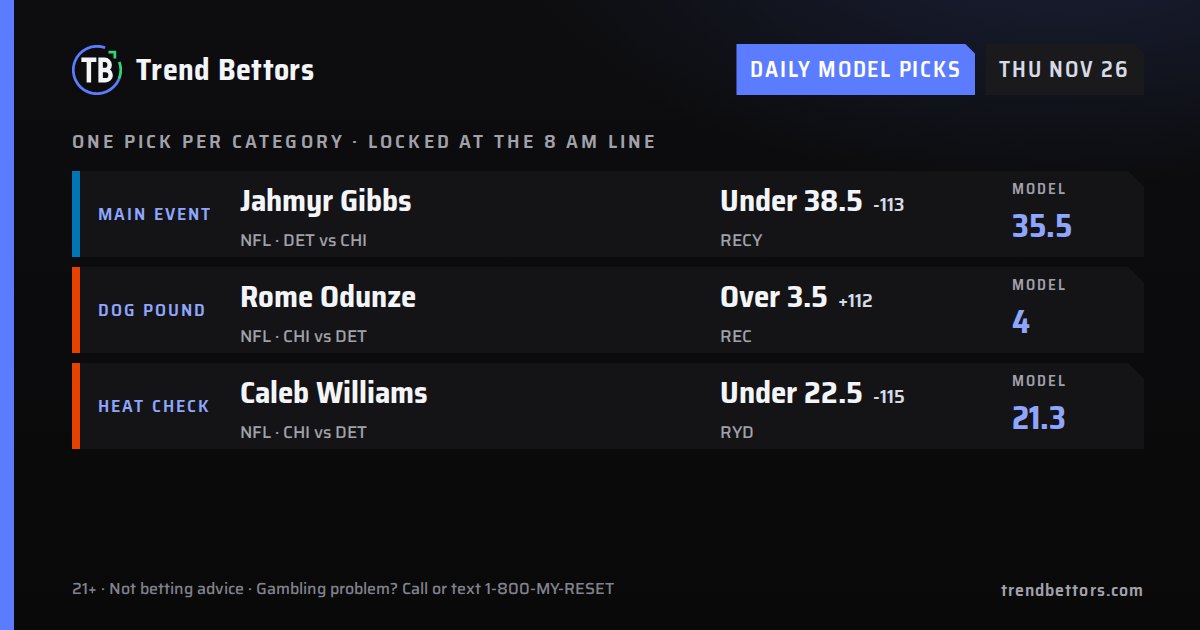 TB Trend Bettors
DAILY MODEL PICKS
THU NOV 26
ONE PICK PER CATEGORY · LOCKED AT THE 8 AM LINE
MAIN EVENT
Jahmyr Gibbs
NFL · DET vs CHI
Under 38.5 -113
RECY
MODEL
35.5
DOG POUND
Rome Odunze
NFL · CHI vs DET
Over 3.5 +112
REC
MODEL
4
HEAT CHECK
Caleb Williams
NFL · CHI vs DET
Under 22.5 -115
RYD
MODEL
21.3
21+ · Not betting advice · Gambling problem? Call or text 1-800-MY-RESET
trendbettors.com